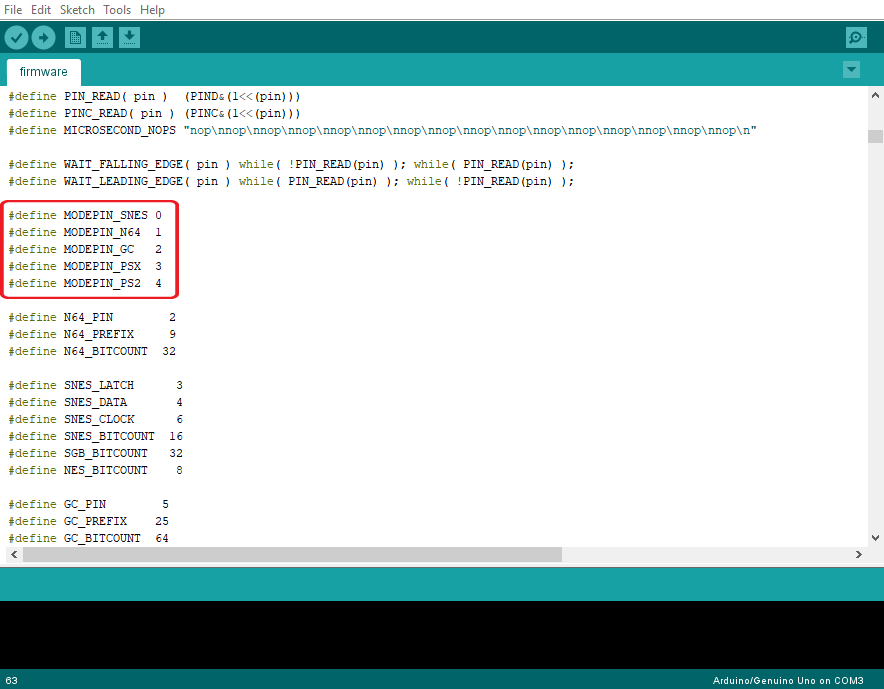 File Edit Sketch Tools Help
firmware
#define PIN_READ( pin ) (PIND&(1<<(pin)))
#define PINC_READ( pin ) (PINC&(1<<(pin)))
#define MICROSECOND_NOPS "nop\nnop\nnop\nnop\nnop\nnop\nnop\nnop\nnop\nnop\nnop\nnop\nnop\nnop\nnop\nnop\n"
#define WAIT_FALLING_EDGE( pin ) while( !PIN_READ(pin) ); while( PIN_READ(pin) );
#define WAIT_LEADING_EDGE( pin ) while( PIN_READ(pin) ); while( !PIN_READ(pin) );
#define MODEPIN_SNES 0
#define MODEPIN_N64 1
#define MODEPIN_GC 2
#define MODEPIN_PSX 3
#define MODEPIN_PS2 4
#define N64_PIN 2
#define N64_PREFIX 9
#define N64_BITCOUNT 32
#define SNES_LATCH 3
#define SNES_DATA 4
#define SNES_CLOCK 6
#define SNES_BITCOUNT 16
#define SGB_BITCOUNT 32
#define NES_BITCOUNT 8
#define GC_PIN 5
#define GC_PREFIX 25
#define GC_BITCOUNT 64
63
Arduino/Genuino Uno on COM3